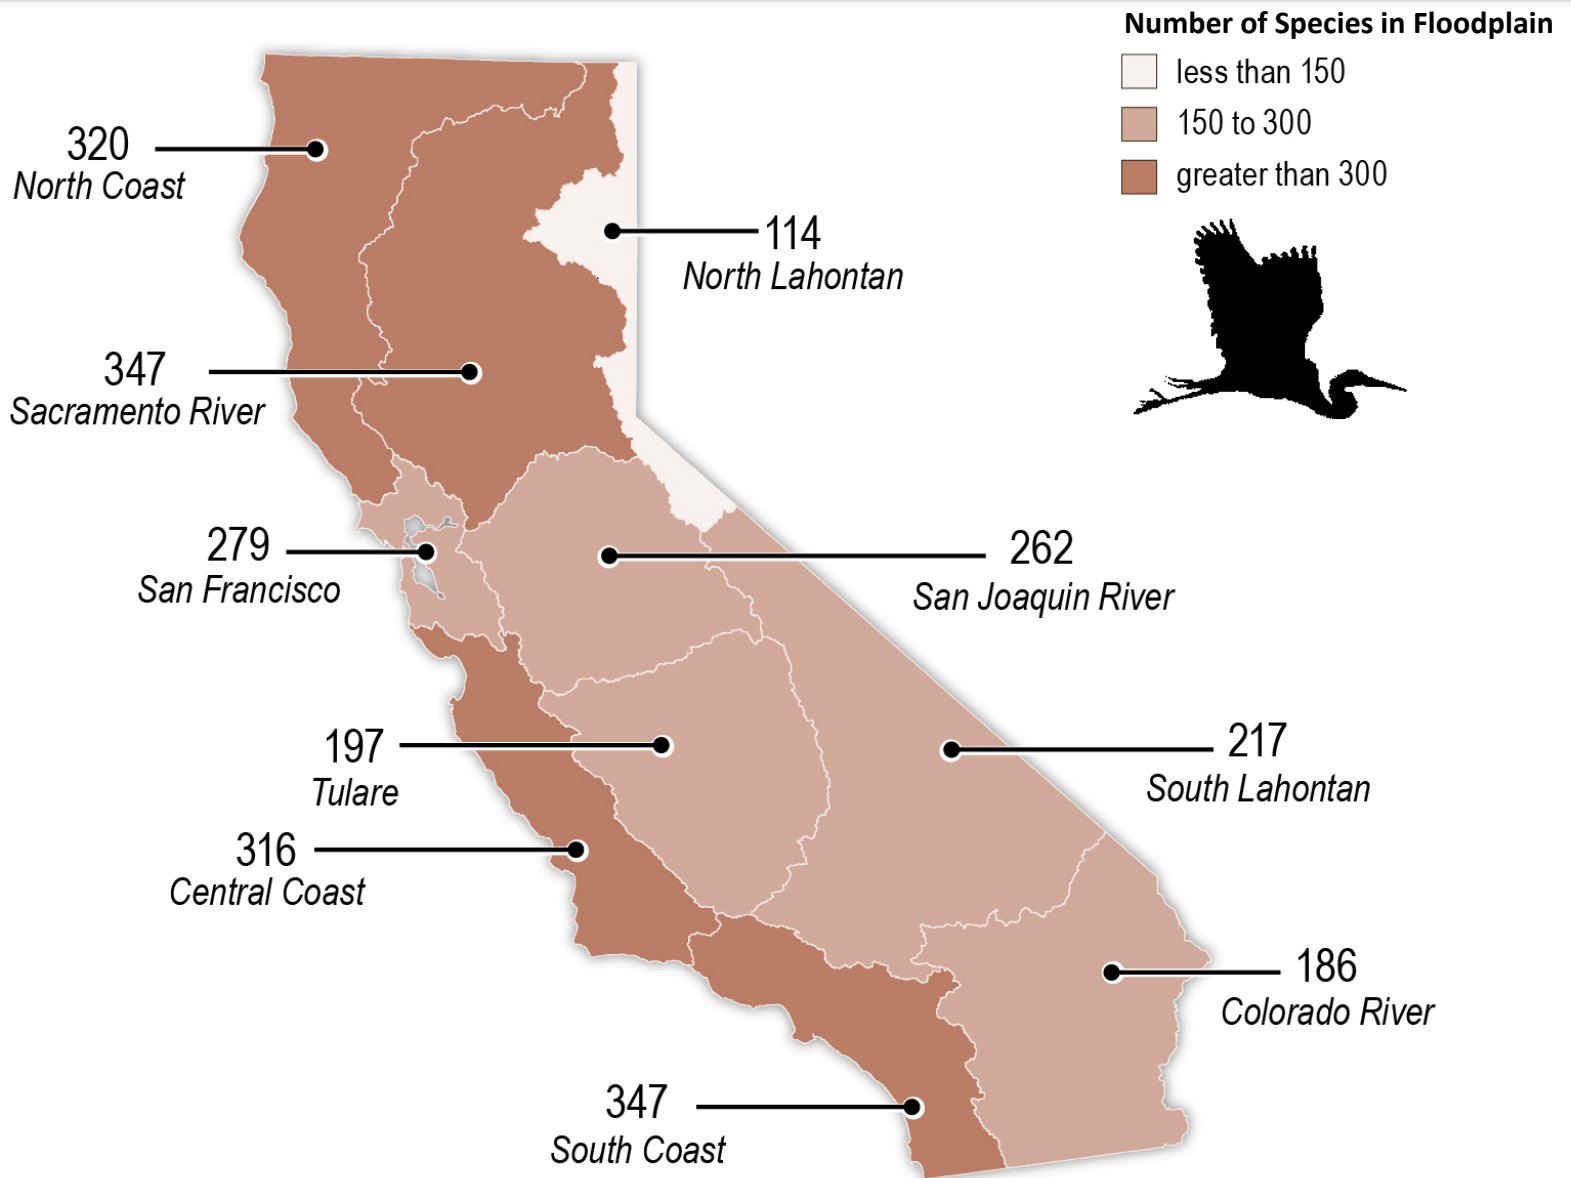 Number of Species in Floodplain
less than 150
150 to 300
greater than 300
320
North Coast
114
North Lahontan
347
Sacramento River
279
San Francisco
262
San Joaquin River
197
Tulare
217
South Lahontan
316
Central Coast
186
Colorado River
347
South Coast